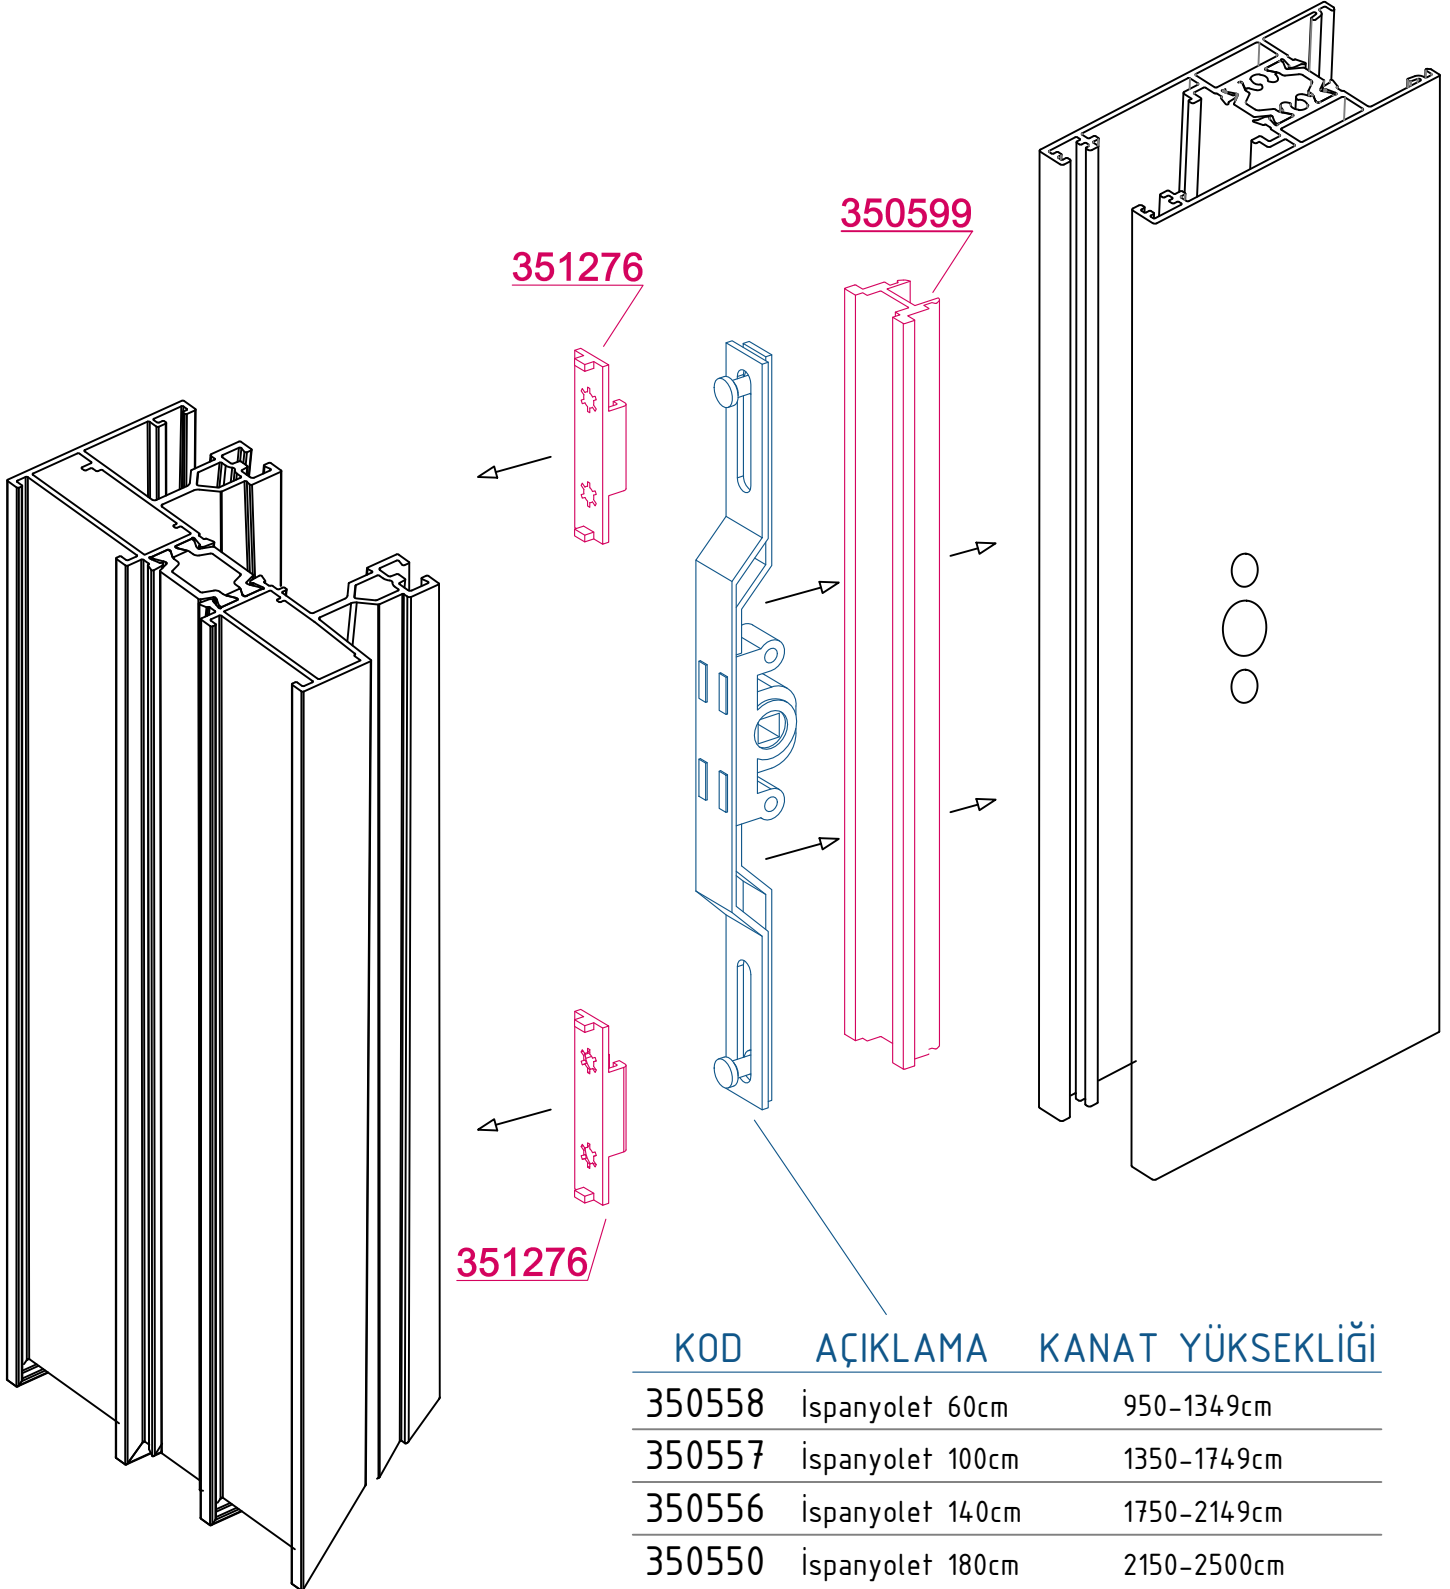 350599
351276
351276
KOD AÇIKLAMA KANAT YÜKSEKLİĞİ
350558 İspanyolet 60cm 950-1349cm
350557 İspanyolet 100cm 1350-1749cm
350556 İspanyolet 140cm 1750-2149cm
350550 İspanyolet 180cm 2150-2500cm